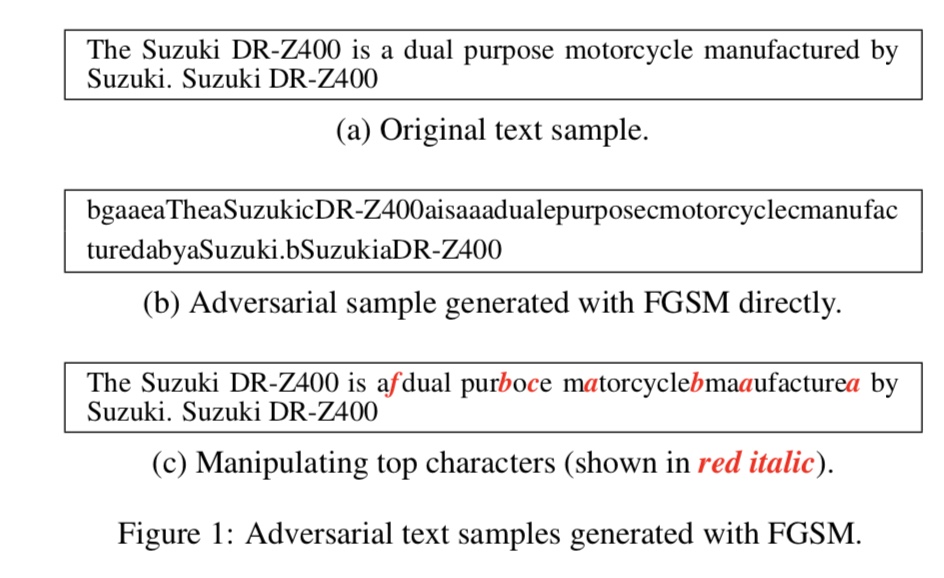 The Suzuki DR-Z400 is a dual purpose motorcycle manufactured by
Suzuki. Suzuki DR-Z400
(a) Original text sample.
bgaaeaTheaSuzukicDR-Z400aisaaadualepurposecmotorcyclecmanufac
turedabyaSuzuki.bSuzukiaDR-Z400
(b) Adversarial sample generated with FGSM directly.
The Suzuki DR-Z400 is afdual purboce matorcyclebmaaufacturea by
Suzuki. Suzuki DR-Z400
(c) Manipulating top characters (shown in red italic).
Figure 1: Adversarial text samples generated with FGSM.